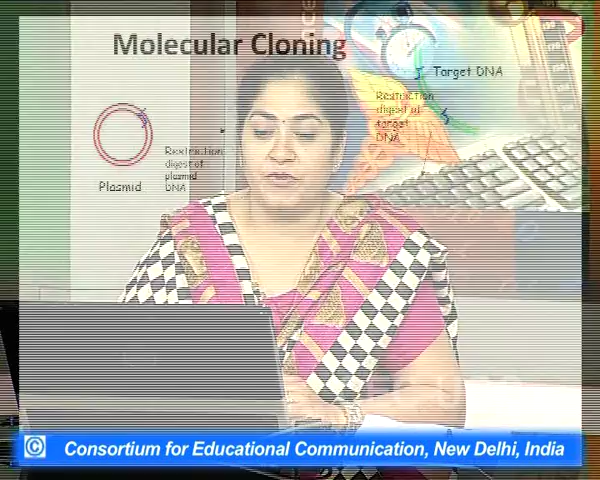 Molecular Cloning
Target DNA
Restriction
digest of
target
DNA
Restriction
digest of
plasmid
DNA
Plasmid
© Consortium for Educational Communication, New Delhi, India